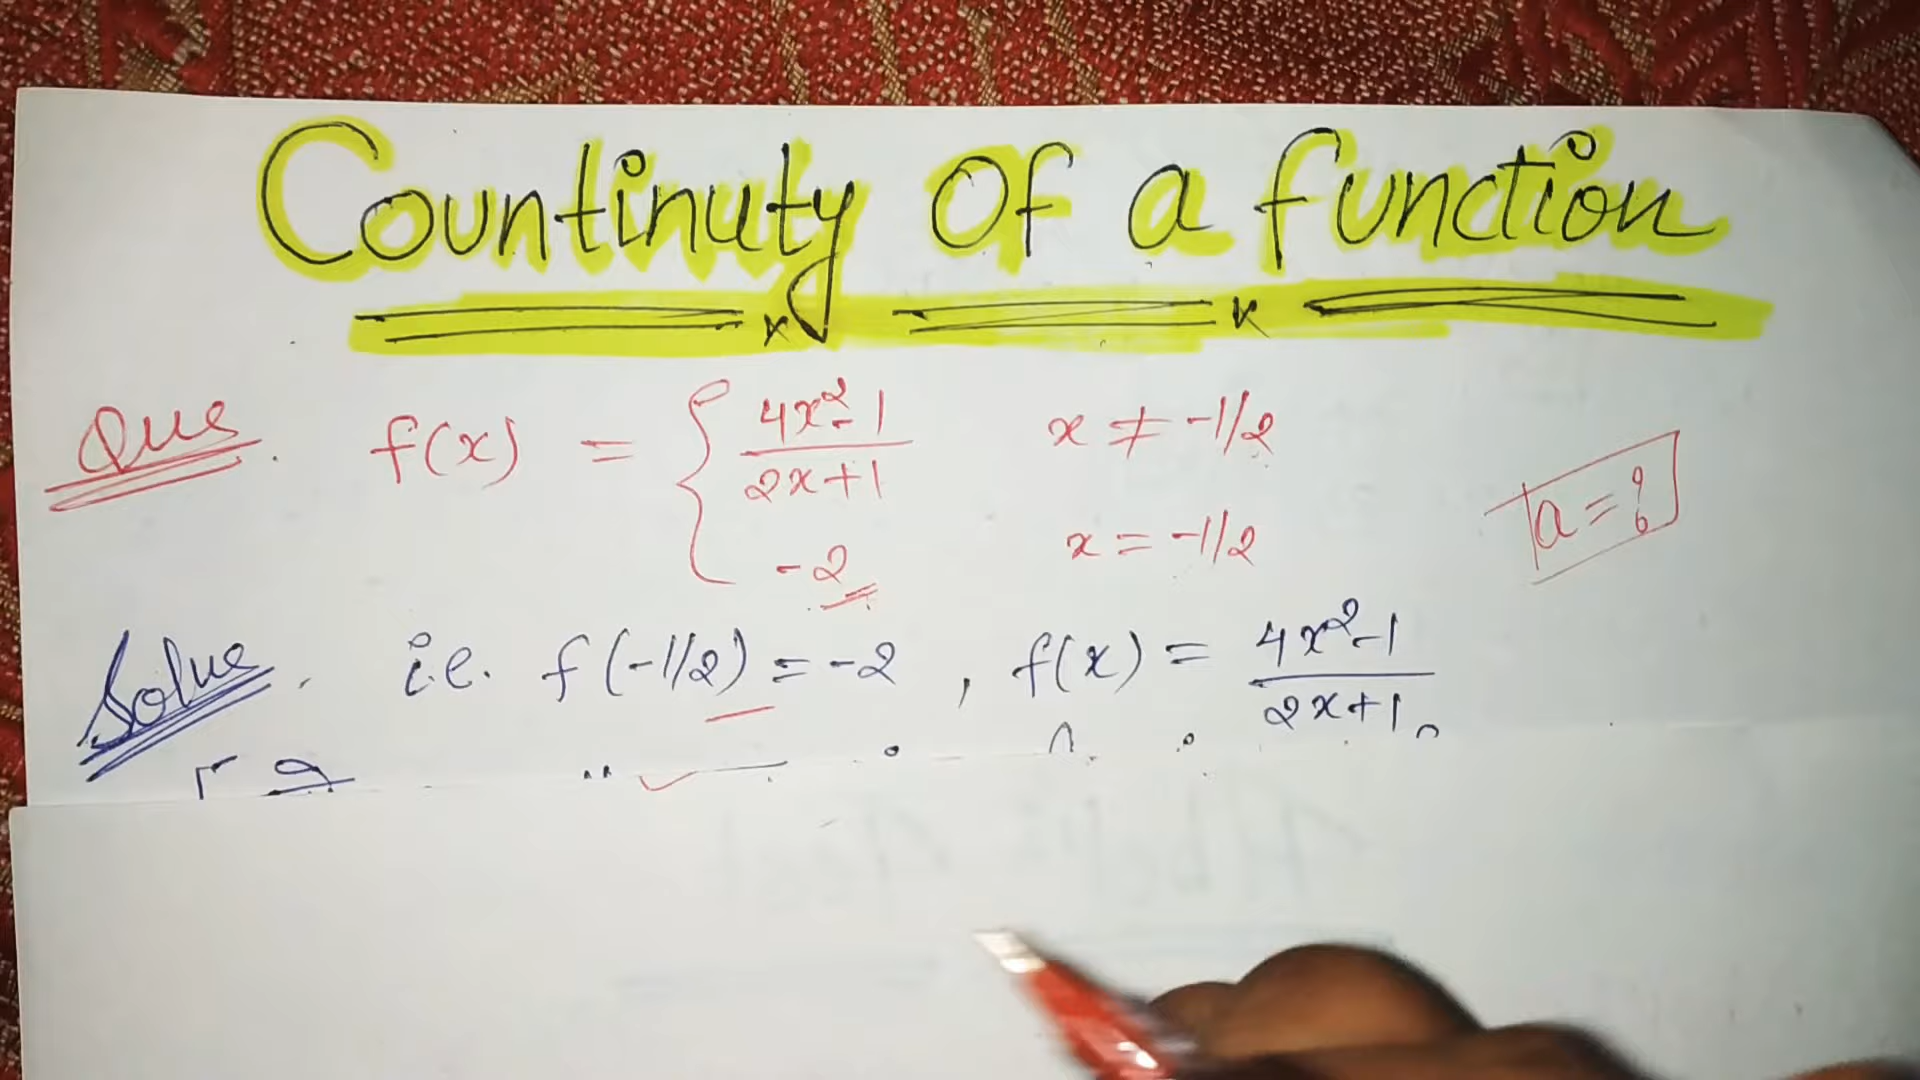 Countinuty Of a function
Que. f(x) = { (4x²-1)/(2x+1) x ≠ -1/2
-2 x = -1/2
a = ?
Solue. i.e. f(-1/2) = -2 , f(x) = (4x²-1)/(2x+1)